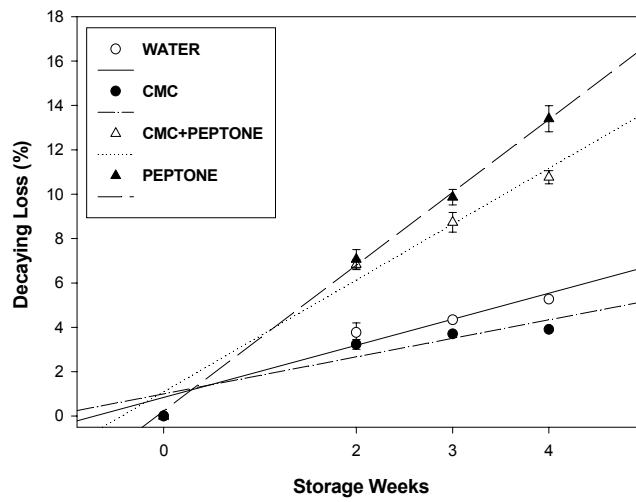 18
16
14
12
10
8
6
4
2
0
Decaying Loss (%)
WATER
CMC
CMC+PEPTONE
PEPTONE
0 2 3 4
Storage Weeks